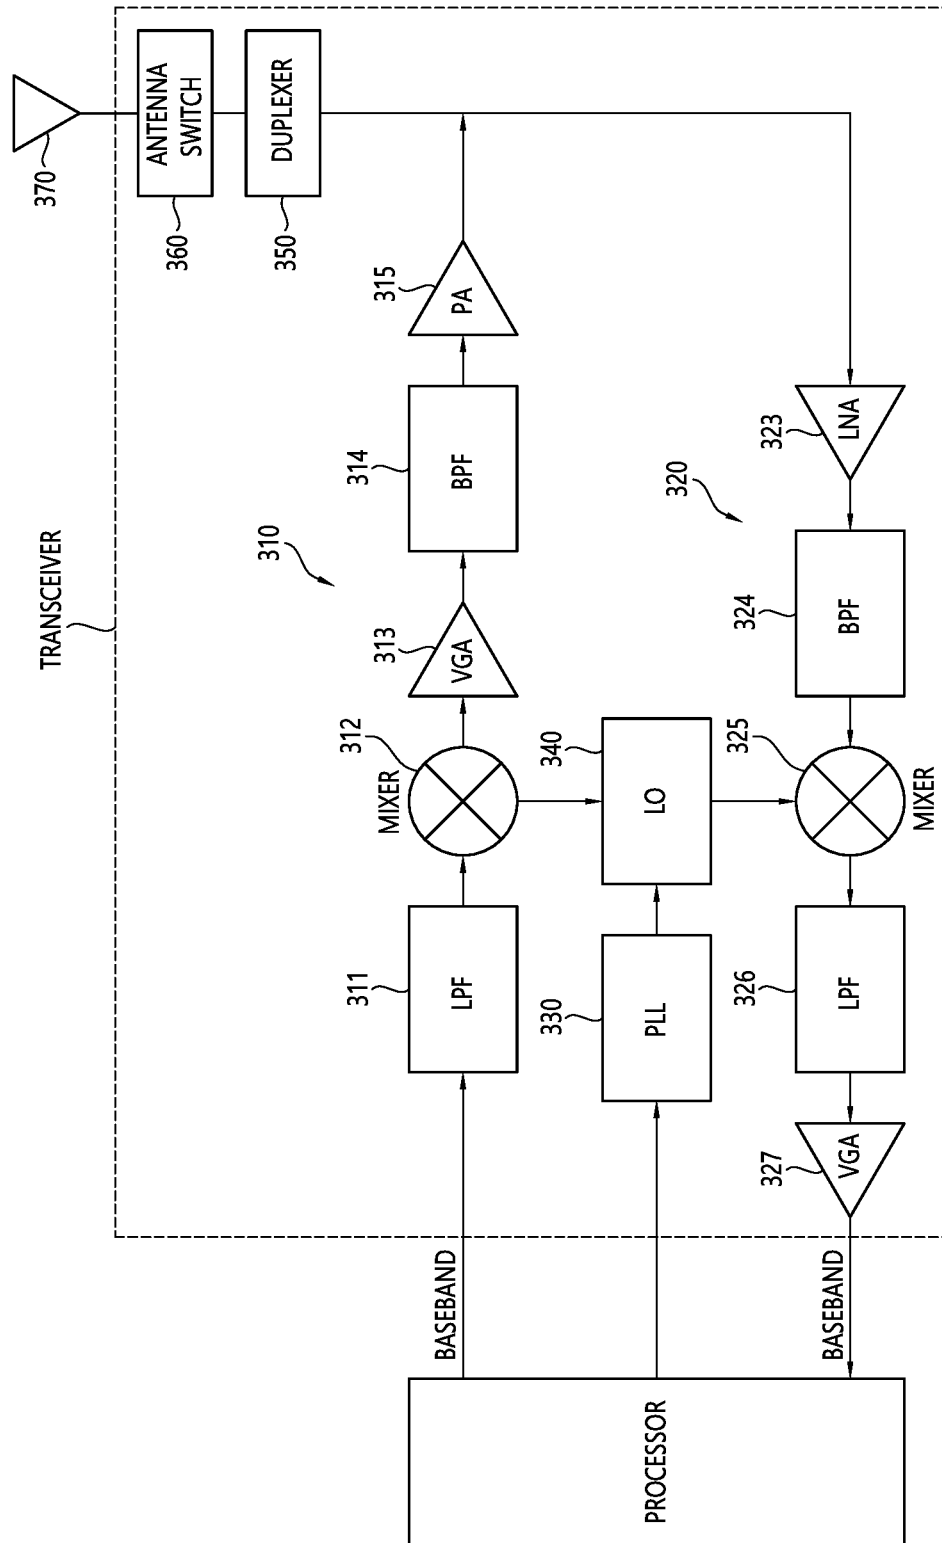 TRANSCEIVER
370
ANTENNA
SWITCH
360
DUPLEXER
350
310
BASEBAND
311
LPF
312
MIXER
313
VGA
314
BPF
315
PA
PROCESSOR
330
PLL
340
LO
320
323
LNA
324
BPF
325
MIXER
326
LPF
327
VGA
BASEBAND